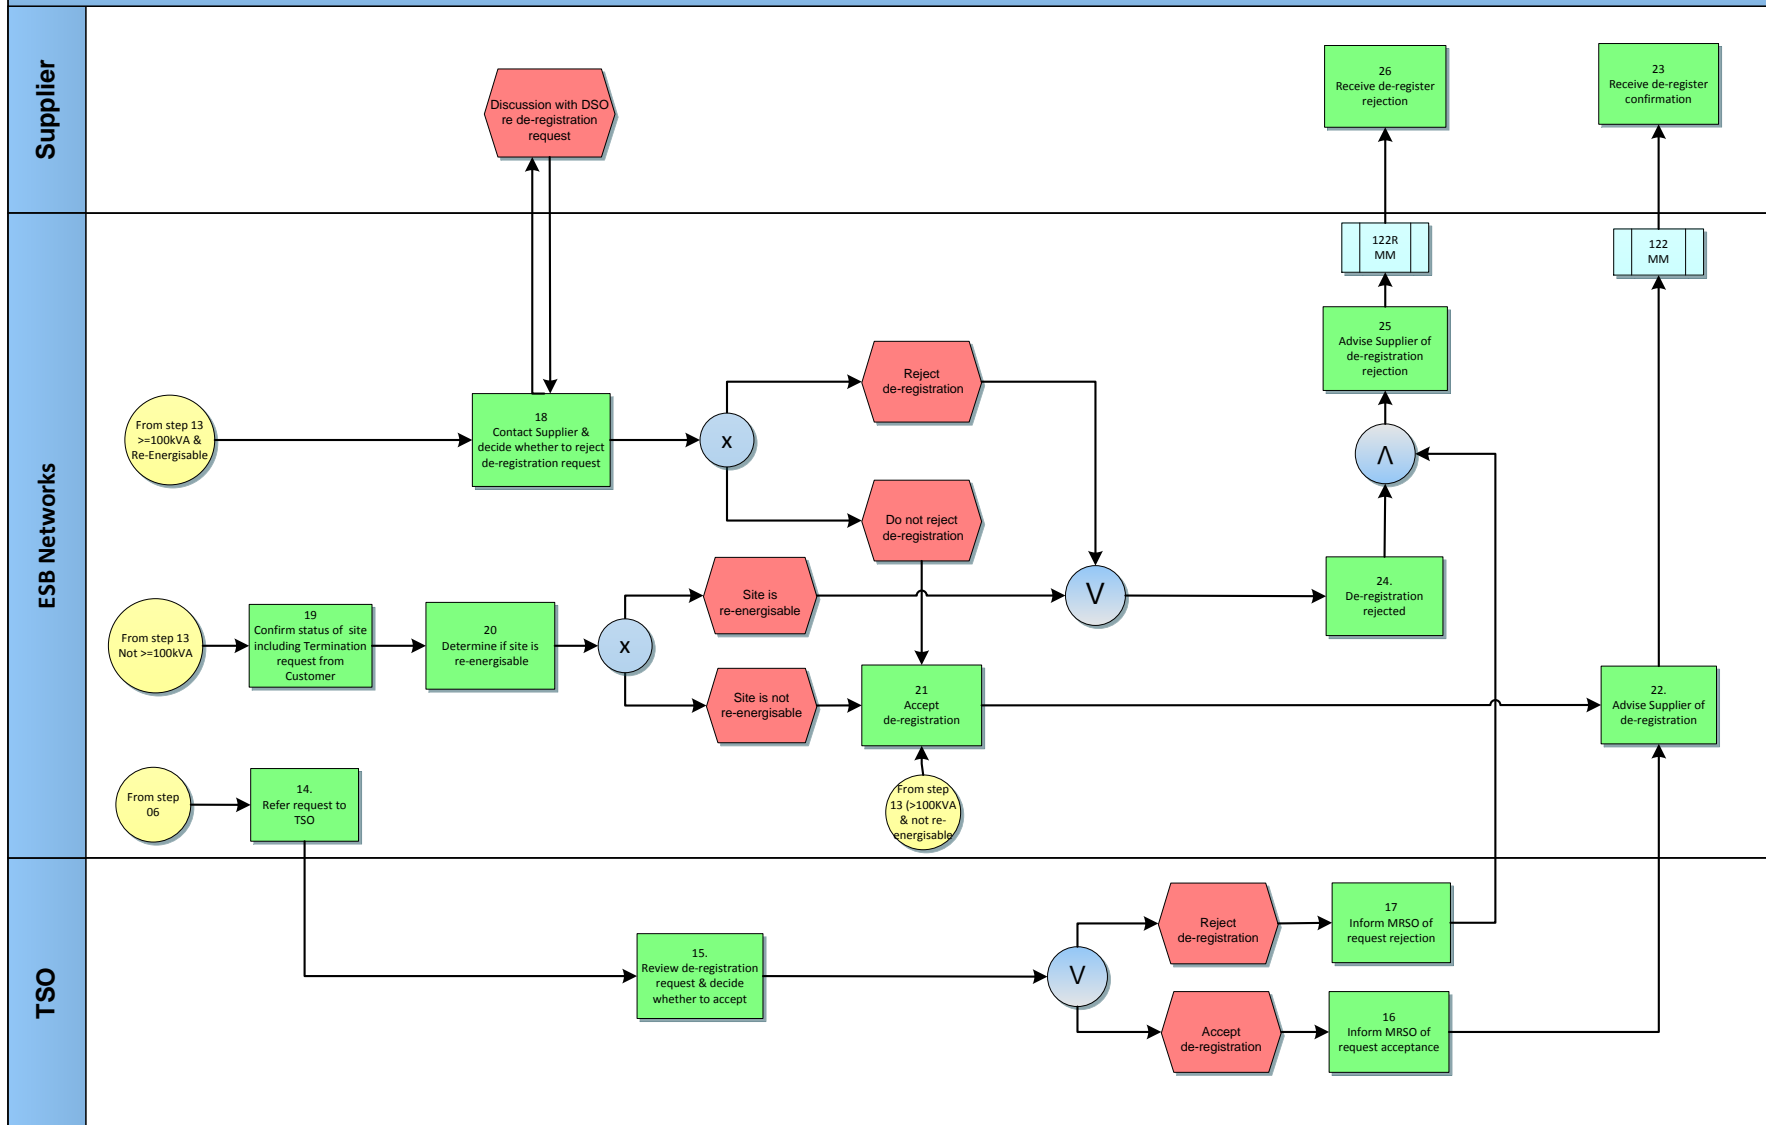 Supplier
Discussion with DSO
re de-registration
request
26
Receive de-register
rejection
23
Receive de-register
confirmation
ESB Networks
122R
MM
122
MM
25
Advise Supplier of
de-registration
rejection
Reject
de-registration
From step 13
>=100kVA &
Re-Energisable
18
Contact Supplier &
decide whether to reject
de-registration request
x
Λ
Do not reject
de-registration
Site is
re-energisable
V
24.
De-registration
rejected
From step 13
Not >=100kVA
19
Confirm status of site
including Termination
request from
Customer
20
Determine if site is
re-energisable
x
Site is not
re-energisable
21
Accept
de-registration
22.
Advise Supplier of
de-registration
From step
06
14.
Refer request to
TSO
From step
13 (>100KVA
& not re-
energisable
TSO
15.
Review de-registration
request & decide
whether to accept
V
Reject
de-registration
17
Inform MRSO of
request rejection
Accept
de-registration
16
Inform MRSO of
request acceptance